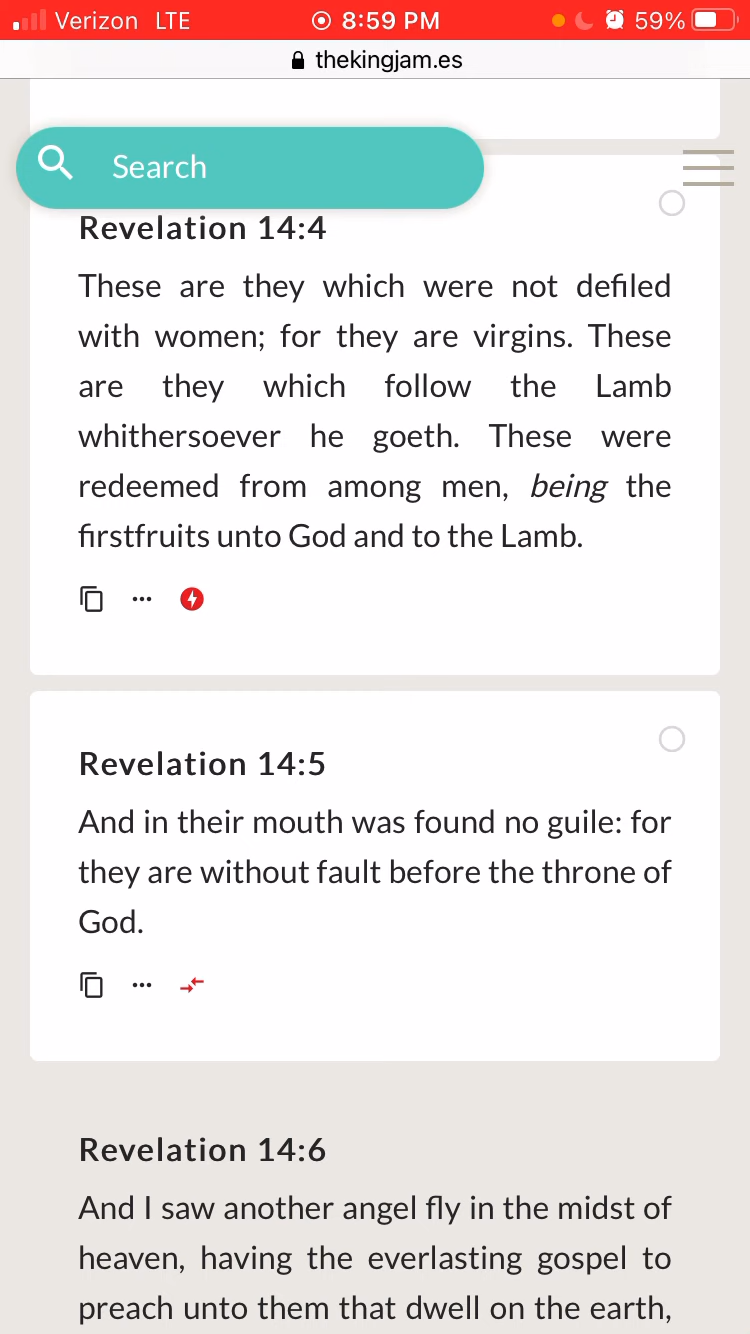 Verizon LTE 8:59 PM 59%
thekingjam.es
Search
Revelation 14:4
These are they which were not defiled
with women; for they are virgins. These
are they which follow the Lamb
whithersoever he goeth. These were
redeemed from among men, being the
firstfruits unto God and to the Lamb.
Revelation 14:5
And in their mouth was found no guile: for
they are without fault before the throne of
God.
Revelation 14:6
And I saw another angel fly in the midst of
heaven, having the everlasting gospel to
preach unto them that dwell on the earth,